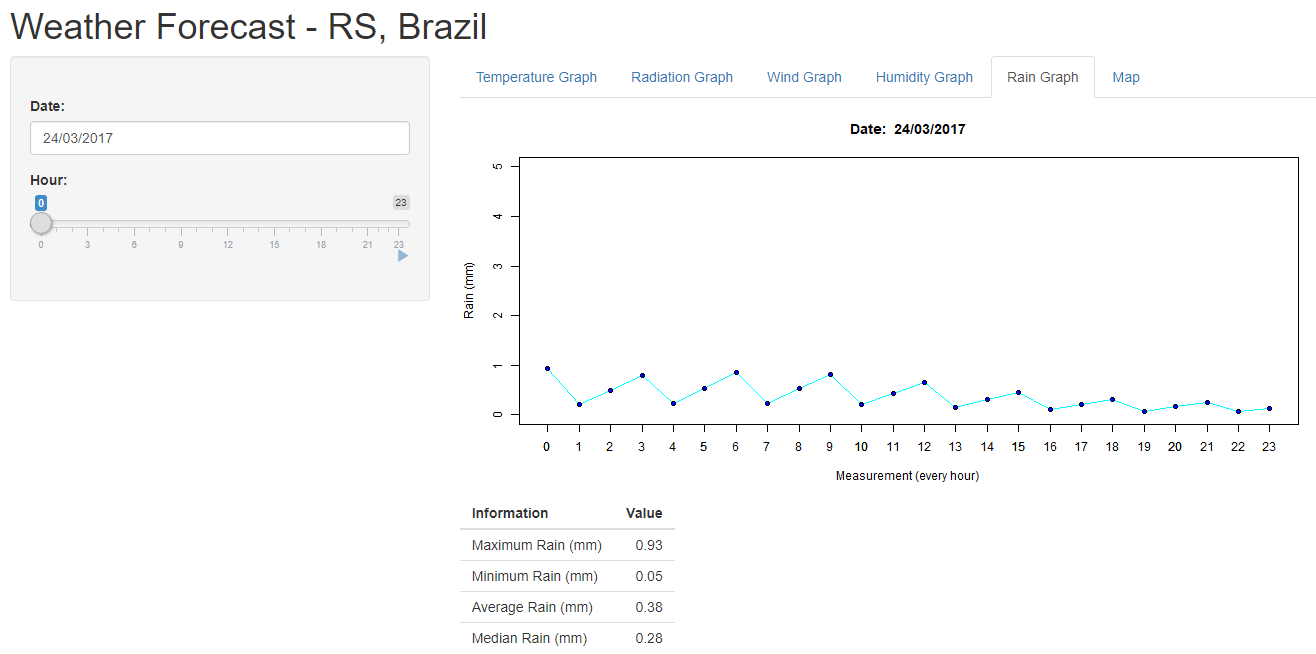 Weather Forecast - RS, Brazil
Date:
24/03/2017
Hour:
0 23
0 3 6 9 12 15 18 21 23
Temperature Graph Radiation Graph Wind Graph Humidity Graph Rain Graph Map
Date: 24/03/2017
Rain (mm)
5
4
3
2
1
0
0 1 2 3 4 5 6 7 8 9 10 11 12 13 14 15 16 17 18 19 20 21 22 23
Measurement (every hour)
Information Value
Maximum Rain (mm) 0.93
Minimum Rain (mm) 0.05
Average Rain (mm) 0.38
Median Rain (mm) 0.28